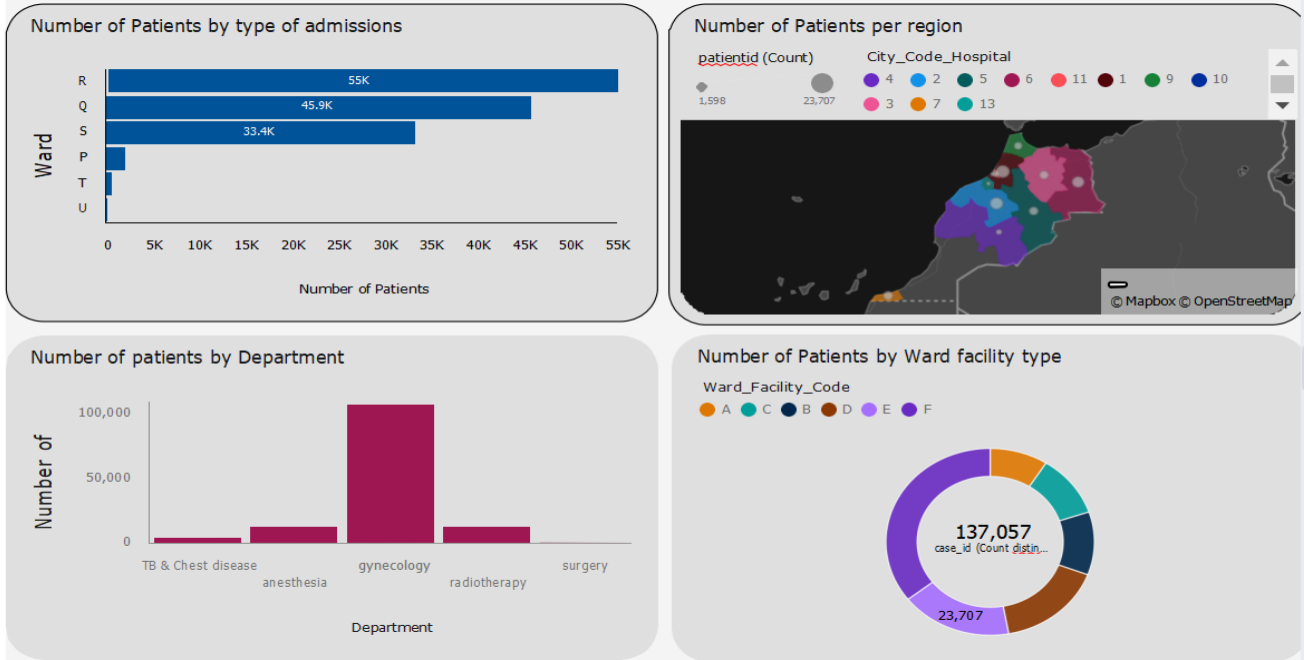 Number of Patients by type of admissions
Ward
R
55K
Q
45.9K
S
33.4K
P
T
U
0 5K 10K 15K 20K 25K 30K 35K 40K 45K 50K 55K
Number of Patients
Number of Patients per region
patientid (Count)
1,598 23,707
City_Code_Hospital
4 2 5 6 11 1 9 10
3 7 13
© Mapbox © OpenStreetMap
Number of patients by Department
Number of
100,000
50,000
0
TB & Chest disease
anesthesia
gynecology
radiotherapy
surgery
Department
Number of Patients by Ward facility type
Ward_Facility_Code
A C B D E F
137,057
case_id (Count distin...
23,707